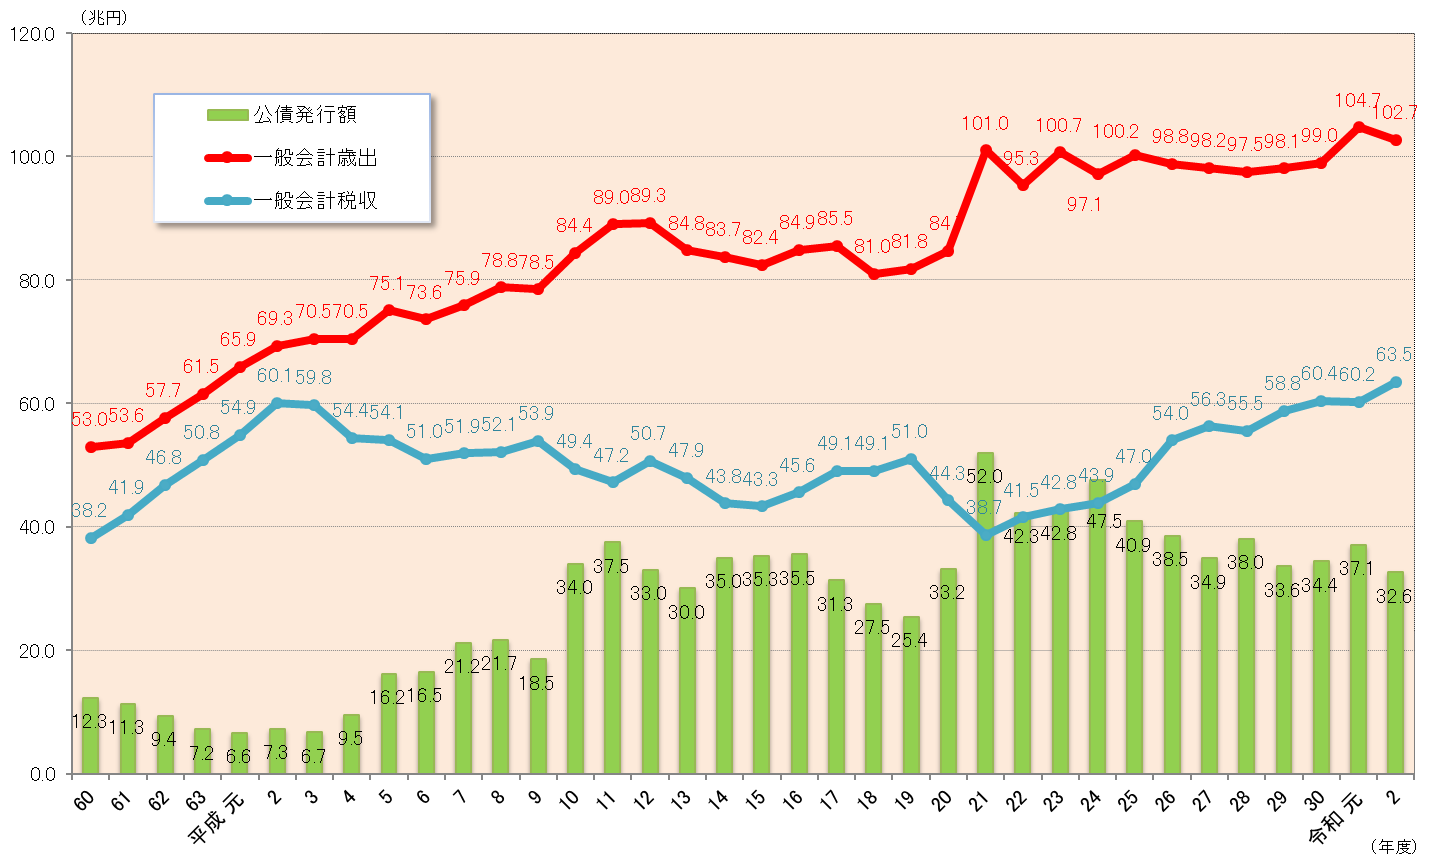 （兆円）
120.0
100.0
80.0
60.0
40.0
20.0
0.0
公債発行額
一般会計歳出
一般会計税収
53.0 53.6 57.7 61.5 65.9 69.3 70.5 70.5 75.1 73.6 75.9 78.8 78.5 84.4 89.0 89.3 84.8 83.7 82.4 84.9 85.5 81.0 81.8 84. 101.0 95.3 100.7 97.1 100.2 98.8 98.2 97.5 98.1 99.0 104.7 102.7
38.2 41.9 46.8 50.8 54.9 60.1 59.8 54.4 54.1 51.0 51.9 52.1 53.9 49.4 47.2 50.7 47.9 43.8 43.3 45.6 49.1 49.1 51.0 44.3 38.7 41.5 42.8 43.9 47.0 54.0 56.3 55.5 58.8 60.4 60.2 63.5
12.3 11.3 9.4 7.2 6.6 7.3 6.7 9.5 16.2 16.5 21.2 21.7 18.5 34.0 37.5 33.0 30.0 35.0 35.3 35.5 31.3 27.5 25.4 33.2 52.0 42.3 42.8 47.5 40.9 38.5 34.9 38.0 33.6 34.4 37.1 32.6
60 61 62 63 平成 元 2 3 4 5 6 7 8 9 10 11 12 13 14 15 16 17 18 19 20 21 22 23 24 25 26 27 28 29 30 令和 元 2
（年度）